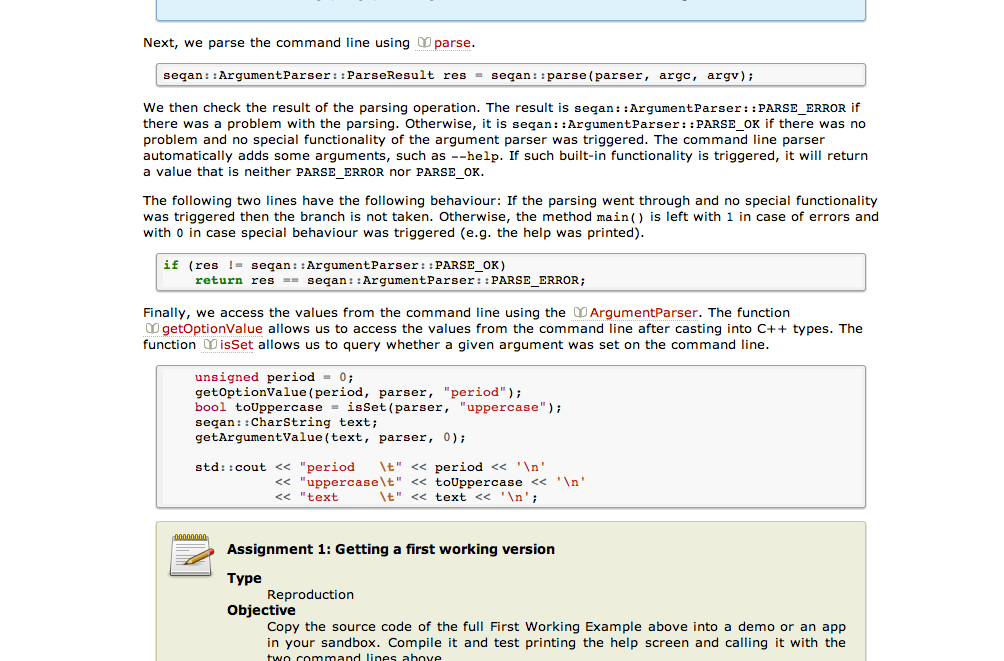 Next, we parse the command line using parse.
seqan::ArgumentParser::ParseResult res = seqan::parse(parser, argc, argv);
We then check the result of the parsing operation. The result is seqan::ArgumentParser::PARSE_ERROR if
there was a problem with the parsing. Otherwise, it is seqan::ArgumentParser::PARSE_OK if there was no
problem and no special functionality of the argument parser was triggered. The command line parser
automatically adds some arguments, such as --help. If such built-in functionality is triggered, it will return
a value that is neither PARSE_ERROR nor PARSE_OK.
The following two lines have the following behaviour: If the parsing went through and no special functionality
was triggered then the branch is not taken. Otherwise, the method main() is left with 1 in case of errors and
with 0 in case special behaviour was triggered (e.g. the help was printed).
if (res != seqan::ArgumentParser::PARSE_OK)
    return res == seqan::ArgumentParser::PARSE_ERROR;
Finally, we access the values from the command line using the ArgumentParser. The function
getOptionValue allows us to access the values from the command line after casting into C++ types. The
function isSet allows us to query whether a given argument was set on the command line.
    unsigned period = 0;
    getOptionValue(period, parser, "period");
    bool toUppercase = isSet(parser, "uppercase");
    seqan::CharString text;
    getArgumentValue(text, parser, 0);
    std::cout << "period   \t" << period << '\n'
              << "uppercase\t" << toUppercase << '\n'
              << "text     \t" << text << '\n';
Assignment 1: Getting a first working version
Type
Reproduction
Objective
Copy the source code of the full First Working Example above into a demo or an app
in your sandbox. Compile it and test printing the help screen and calling it with the
two command lines above